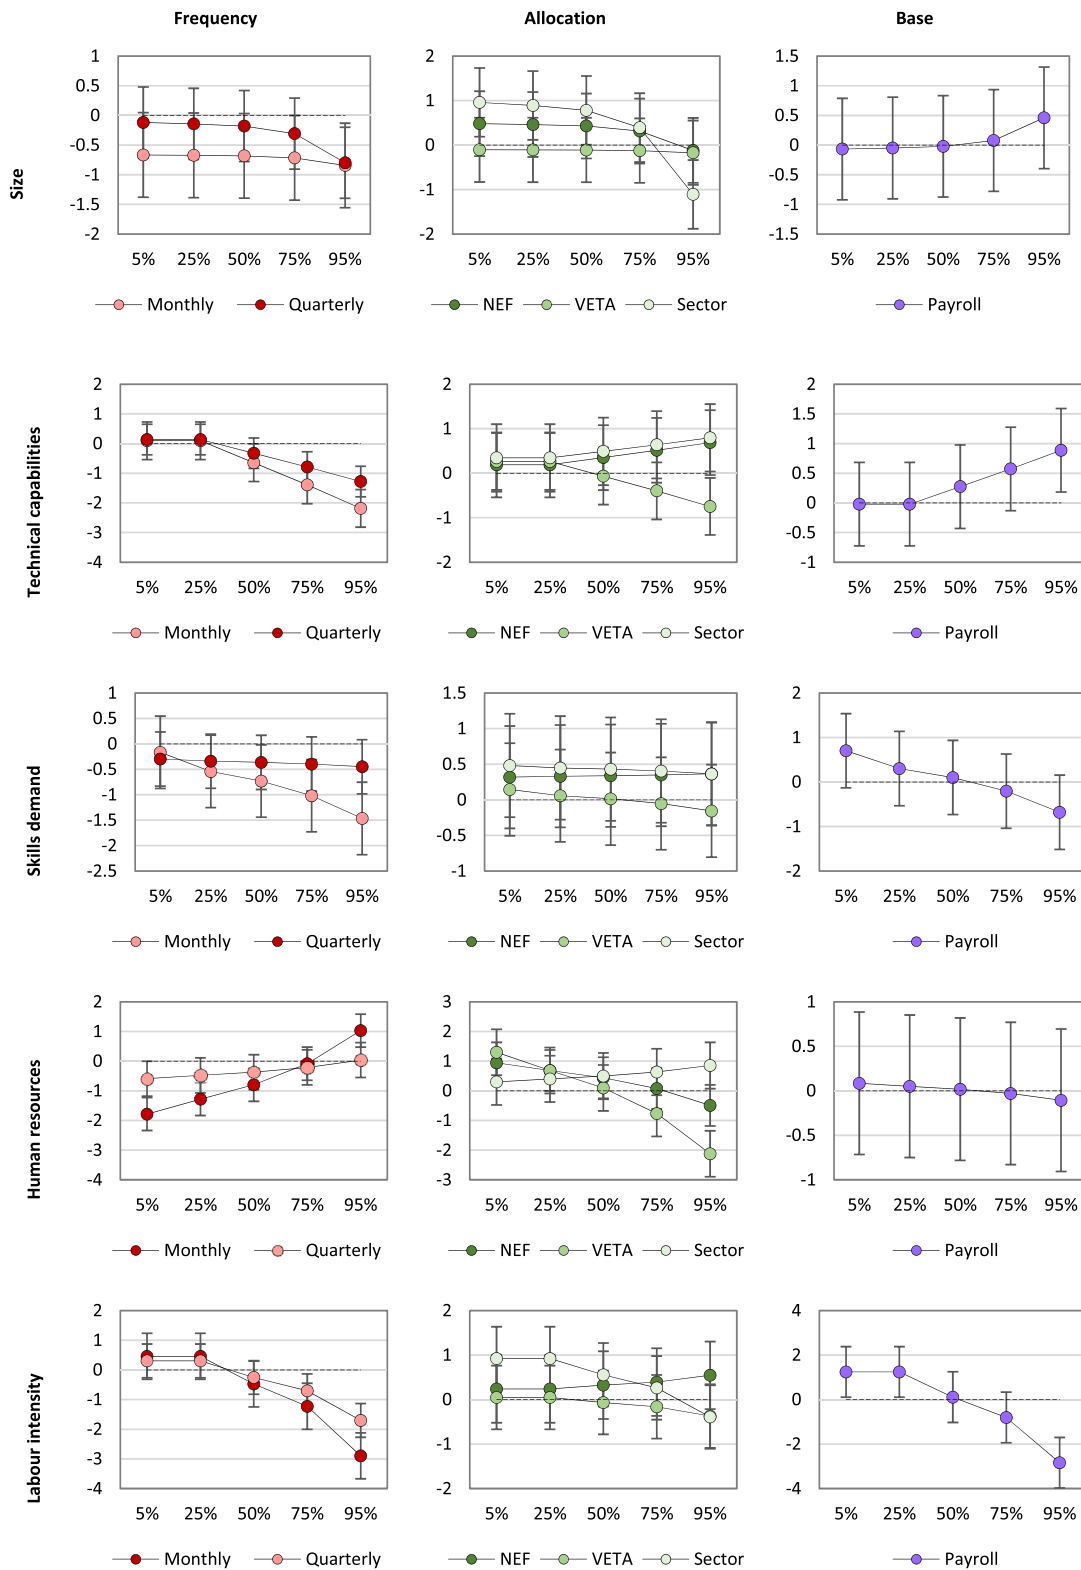 Frequency Allocation Base
Size
1 2 1.5
0.5 1 1
0 0 0.5
-0.5 -1 0
-1 -2 -0.5
-1.5 -1
-2 -1.5
5% 25% 50% 75% 95% 5% 25% 50% 75% 95% 5% 25% 50% 75% 95%
Monthly Quarterly NEF VETA Sector Payroll
Technical capabilities
2 2 2
1 1 1.5
0 0 1
-1 -1 0.5
-2 -2 0
-3 -0.5
-4 -1
5% 25% 50% 75% 95% 5% 25% 50% 75% 95% 5% 25% 50% 75% 95%
Monthly Quarterly NEF VETA Sector Payroll
Skills demand
1 1.5 2
0.5 1 1
0 0.5 0
-0.5 0 -1
-1 -0.5 -2
-1.5 -1
-2
-2.5
5% 25% 50% 75% 95% 5% 25% 50% 75% 95% 5% 25% 50% 75% 95%
Monthly Quarterly NEF VETA Sector Payroll
Human resources
2 3 1
1 2 0.5
0 1 0
-1 0 -0.5
-2 -1 -1
-3 -2
-4 -3
5% 25% 50% 75% 95% 5% 25% 50% 75% 95% 5% 25% 50% 75% 95%
Monthly Quarterly NEF VETA Sector Payroll
Labour intensity
2 2 4
1 1 2
0 0 0
-1 -1 -2
-2 -2 -4
-3
-4
5% 25% 50% 75% 95% 5% 25% 50% 75% 95% 5% 25% 50% 75% 95%
Monthly Quarterly NEF VETA Sector Payroll